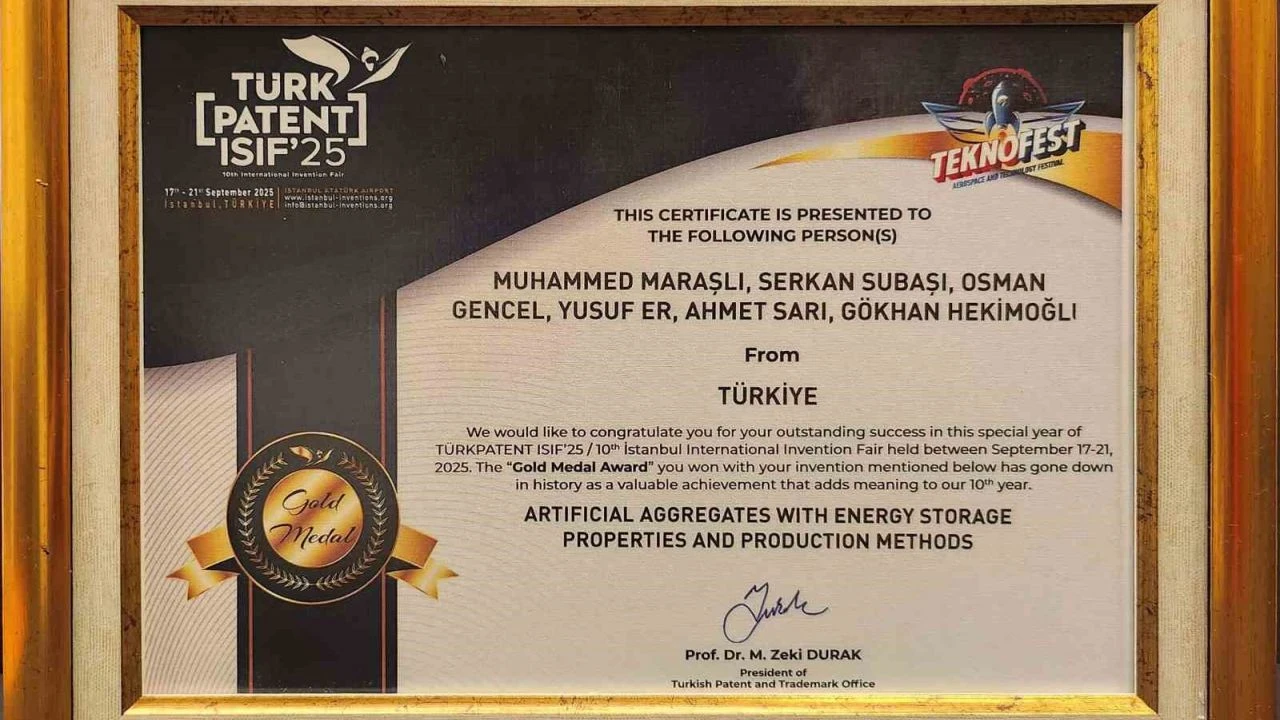 TÜRK
PATENT
ISIF'25
10th International Invention Fair
17th - 21st September 2025
İstanbul, TÜRKİYE
İSTANBUL ATATÜRK AIRPORT
www.istanbul-inventions.org
info@istanbul-inventions.org
TEKNOFEST
AEROSPACE AND TECHNOLOGY FESTIVAL
THIS CERTIFICATE IS PRESENTED TO
THE FOLLOWING PERSON(S)
MUHAMMED MARAŞLI, SERKAN SUBAŞI, OSMAN
GENCEL, YUSUF ER, AHMET SARI, GÖKHAN HEKİMOĞLI
From
TÜRKİYE
We would like to congratulate you for your outstanding success in this special year of
TÜRKPATENT ISIF'25 / 10th İstanbul International Invention Fair held between September 17-21,
2025. The "Gold Medal Award" you won with your invention mentioned below has gone down
in history as a valuable achievement that adds meaning to our 10th year.
ARTIFICIAL AGGREGATES WITH ENERGY STORAGE
PROPERTIES AND PRODUCTION METHODS
Gold
Medal
Prof. Dr. M. Zeki DURAK
President of
Turkish Patent and Trademark Office